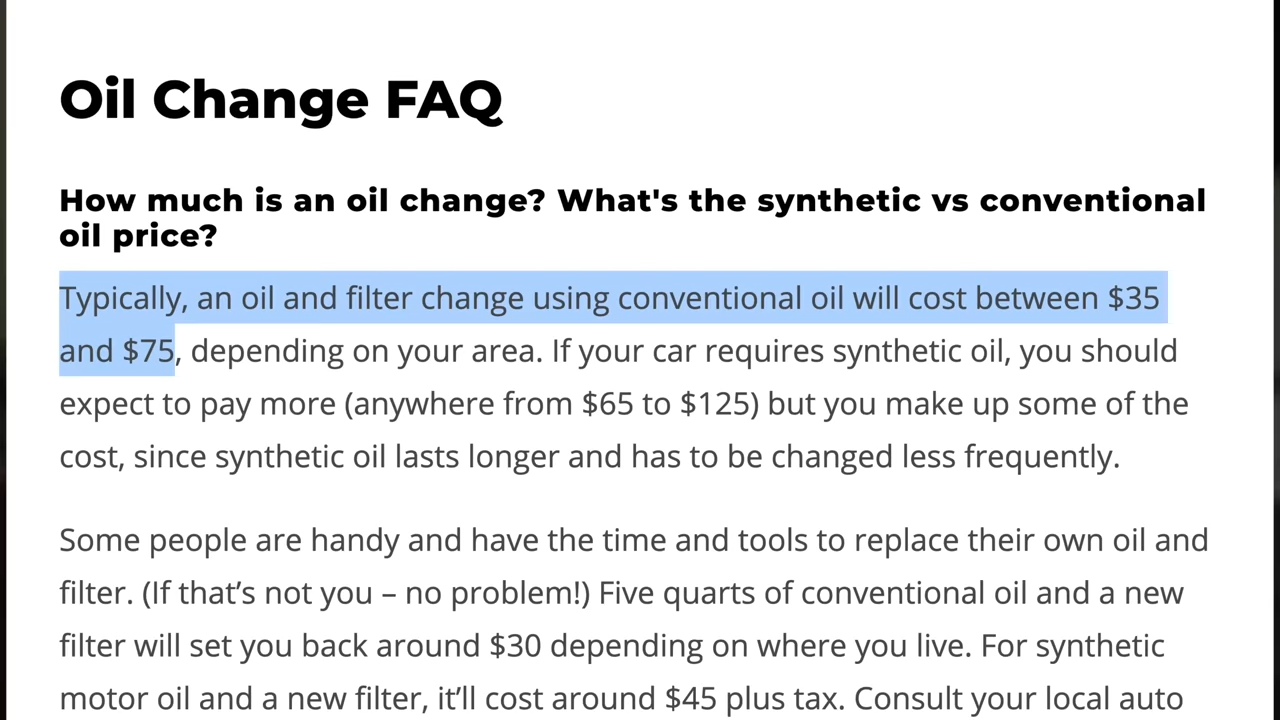 Oil Change FAQ
How much is an oil change? What's the synthetic vs conventional
oil price?
Typically, an oil and filter change using conventional oil will cost between $35
and $75, depending on your area. If your car requires synthetic oil, you should
expect to pay more (anywhere from $65 to $125) but you make up some of the
cost, since synthetic oil lasts longer and has to be changed less frequently.
Some people are handy and have the time and tools to replace their own oil and
filter. (If that’s not you – no problem!) Five quarts of conventional oil and a new
filter will set you back around $30 depending on where you live. For synthetic
motor oil and a new filter, it’ll cost around $45 plus tax. Consult your local auto